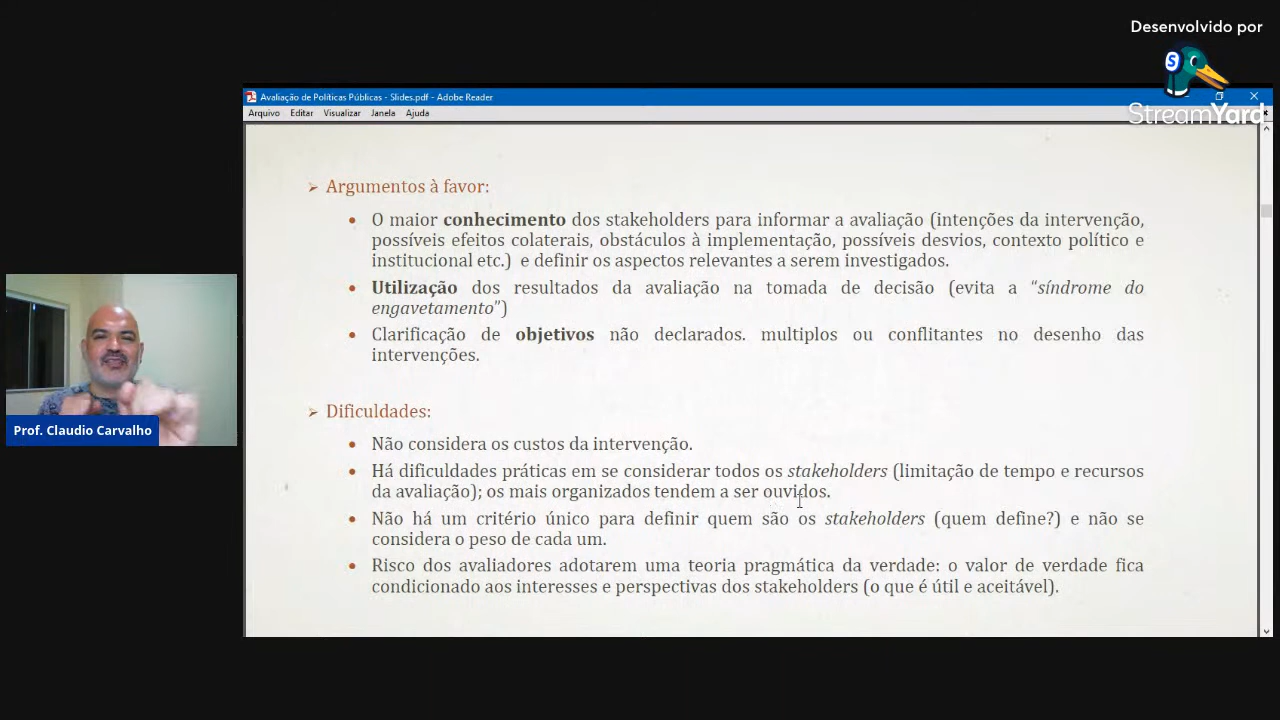 Desenvolvido por
StreamYard
Avaliação de Políticas Públicas - Slides.pdf - Adobe Reader
Arquivo Editar Visualizar Janela Ajuda
➢ Argumentos à favor:
• O maior conhecimento dos stakeholders para informar a avaliação (intenções da intervenção,
possíveis efeitos colaterais, obstáculos à implementação, possíveis desvios, contexto político e
institucional etc.) e definir os aspectos relevantes a serem investigados.
• Utilização dos resultados da avaliação na tomada de decisão (evita a “síndrome do
engavetamento”)
• Clarificação de objetivos não declarados. multiplos ou conflitantes no desenho das
intervenções.
➢ Dificuldades:
• Não considera os custos da intervenção.
• Há dificuldades práticas em se considerar todos os stakeholders (limitação de tempo e recursos
da avaliação); os mais organizados tendem a ser ouvidos.
• Não há um critério único para definir quem são os stakeholders (quem define?) e não se
considera o peso de cada um.
• Risco dos avaliadores adotarem uma teoria pragmática da verdade: o valor de verdade fica
condicionado aos interesses e perspectivas dos stakeholders (o que é útil e aceitável).
Prof. Claudio Carvalho